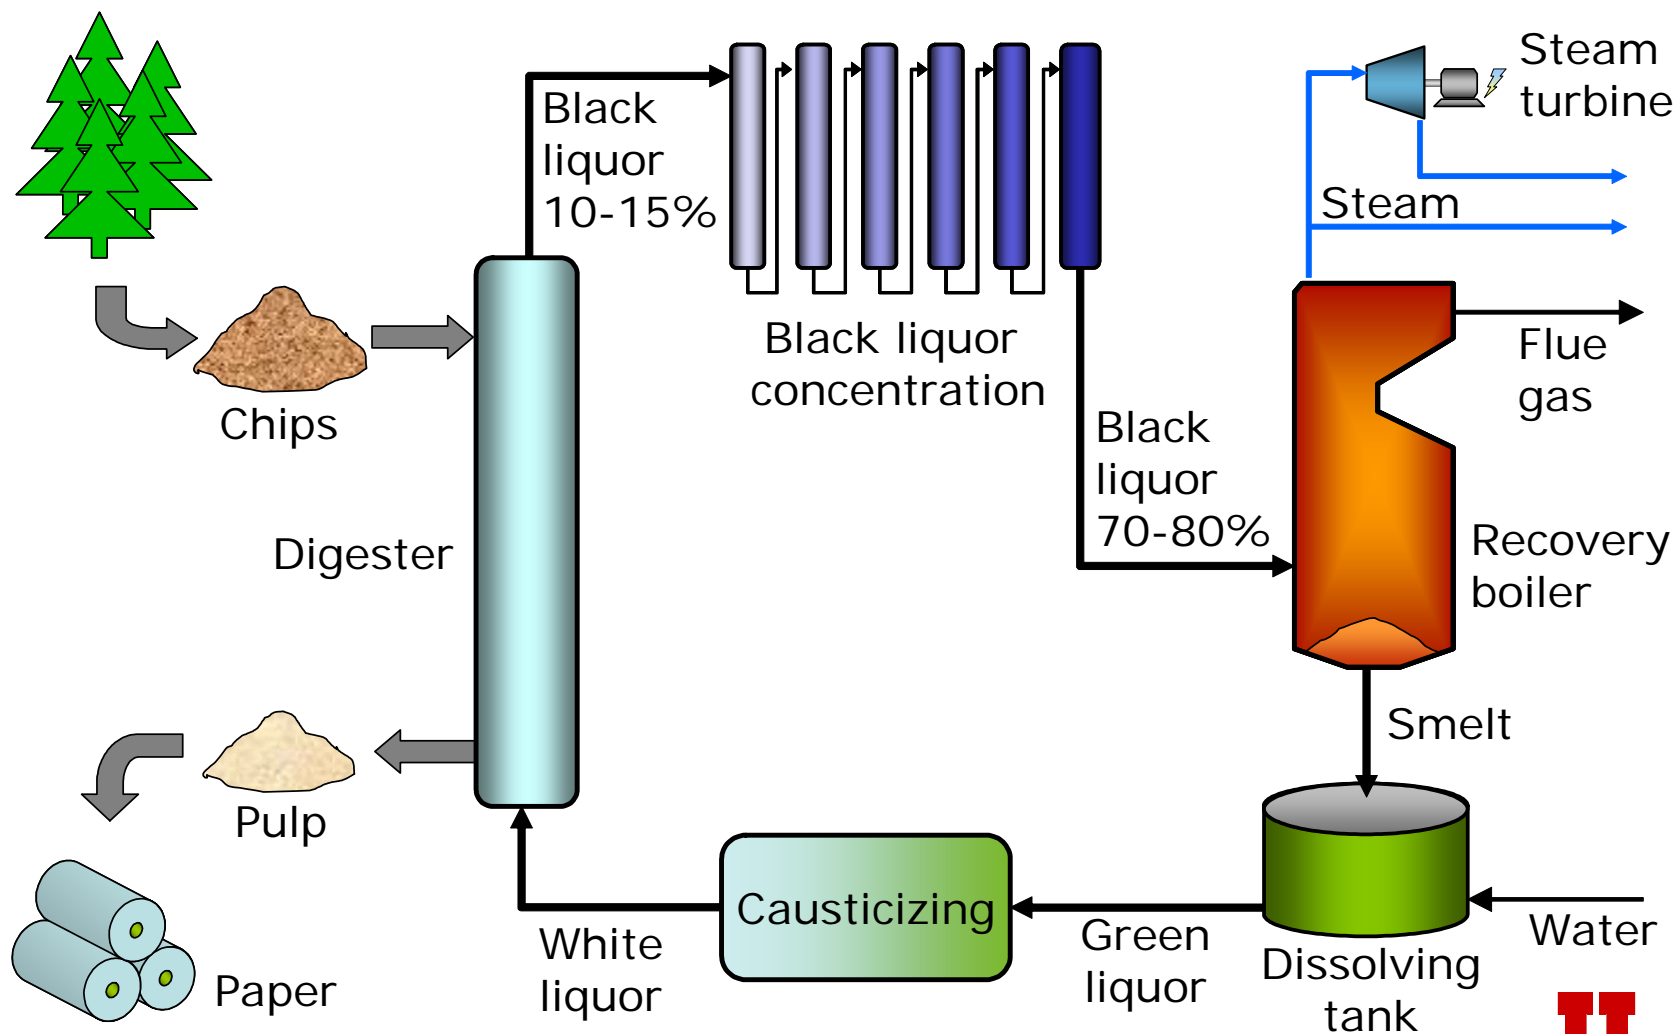 Steam
turbine
Black
liquor
10-15%
Steam
Black liquor
concentration
Flue
gas
Chips
Black
liquor
70-80%
Digester
Recovery
boiler
Smelt
Pulp
Causticizing
White
liquor
Green
liquor
Water
Dissolving
tank
Paper